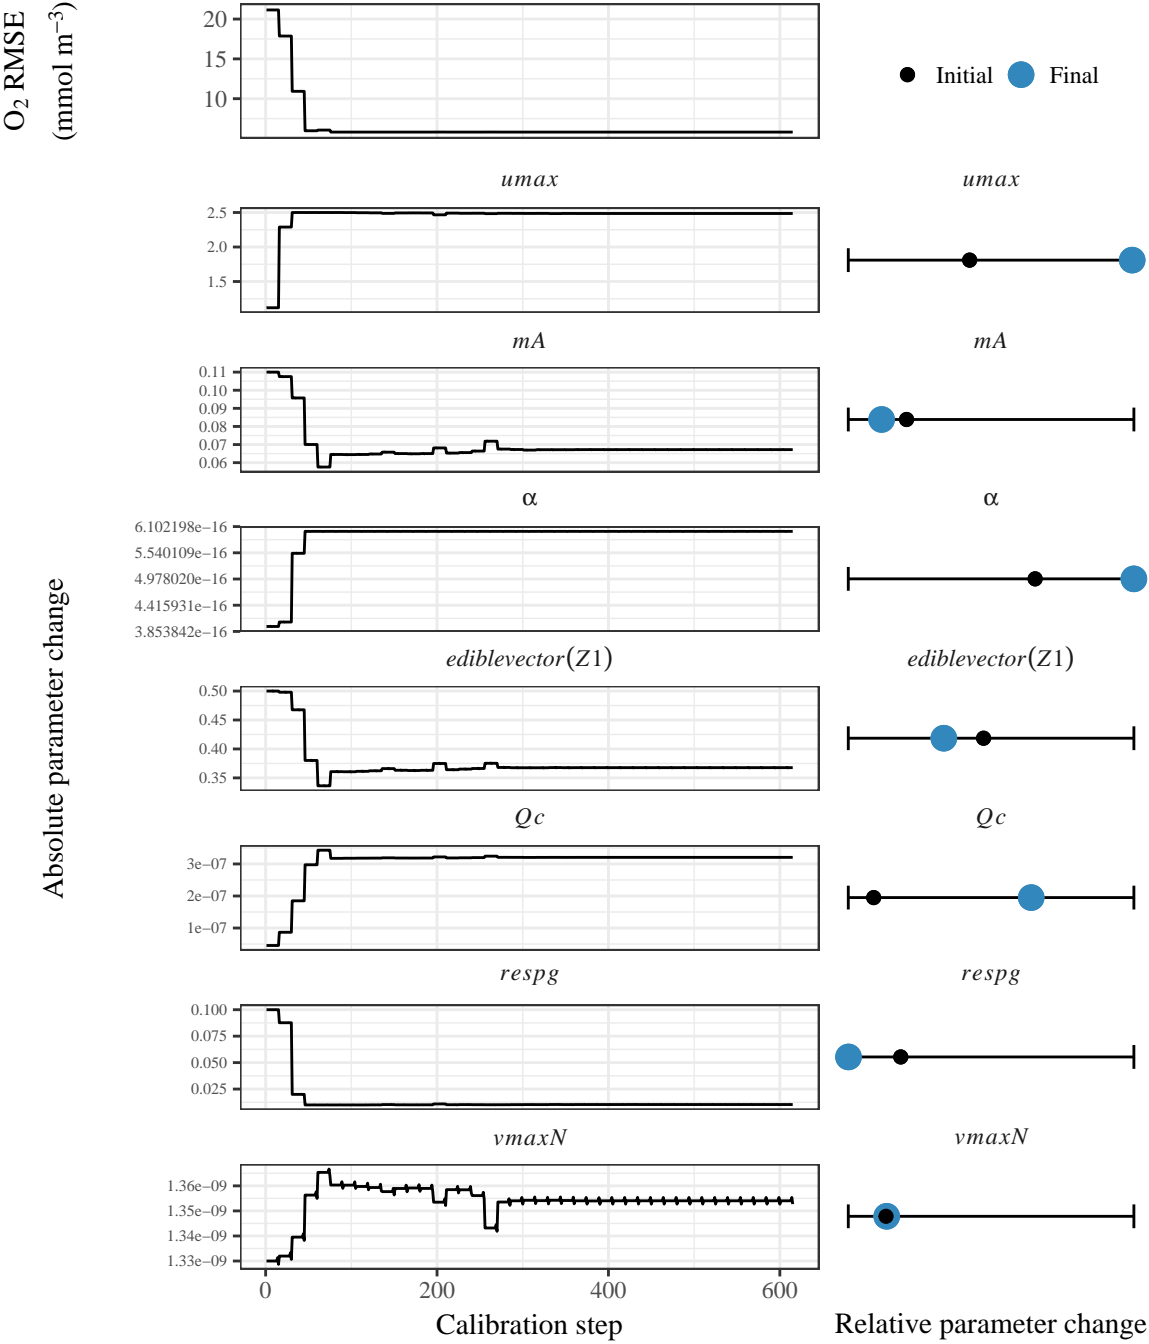 O₂ RMSE
(mmol m⁻³)
20
15
10
Initial Final
umax umax
2.5
2.0
1.5
mA mA
0.11
0.10
0.09
0.08
0.07
0.06
α α
6.102198e−16
5.540109e−16
4.978020e−16
4.415931e−16
3.853842e−16
Absolute parameter change
ediblevector(Z1) ediblevector(Z1)
0.50
0.45
0.40
0.35
Qc Qc
3e−07
2e−07
1e−07
respg respg
0.100
0.075
0.050
0.025
vmaxN vmaxN
1.36e−09
1.35e−09
1.34e−09
1.33e−09
0 200 400 600
Calibration step Relative parameter change